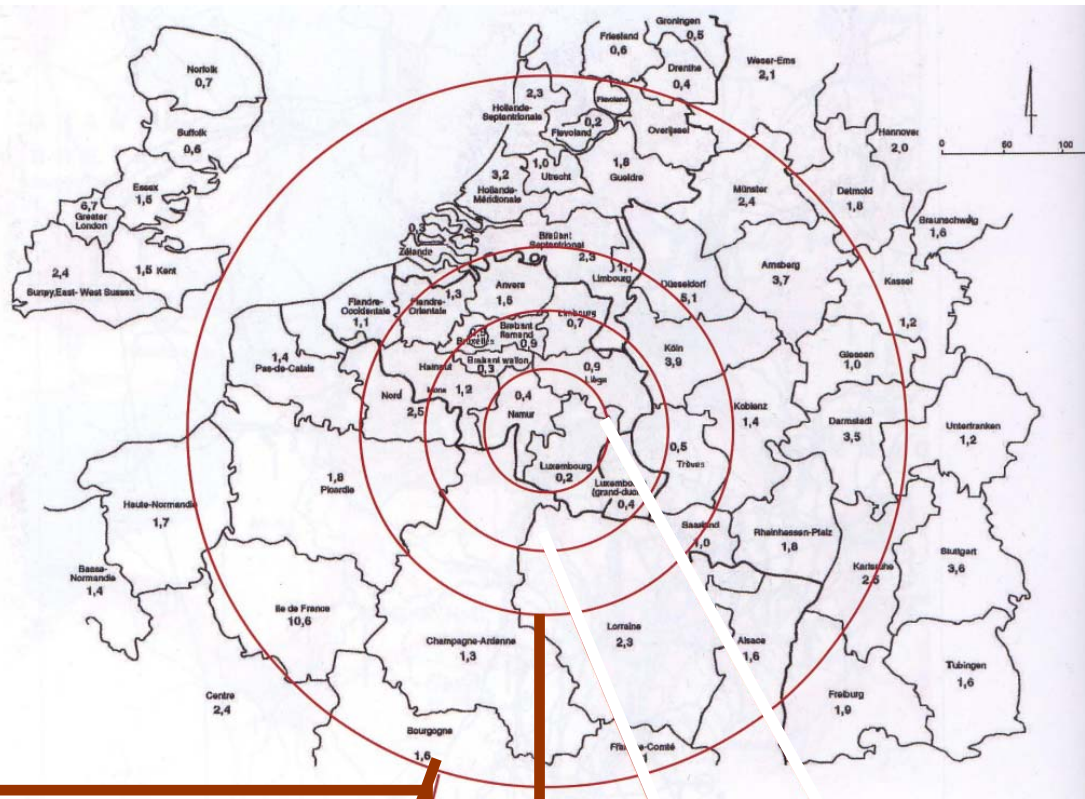 Groningen
0,5
Friesland
0,6
Drenthe
0,4
Weser-Ems
2,1
Norfolk
0,7
Suffolk
0,6
Essex
1,5
6,7
Greater
London
1,5 Kent
2,4
Surrey,East- West Sussex
2,3
Hollande-
Septentrionale
Flevoland
0,2
Flevoland
Overijssel
1,0
Utrecht
1,8
Gueldre
3,2
Hollande-
Méridionale
Zélande
Brabant
Septentrional
2,3
1,1
Limbourg
Hannover
2,0
0 50 100
Münster
2,4
Detmold
1,8
Braunschweig
1,6
Arnsberg
3,7
Kassel
1,2
Düsseldorf
5,1
Flandre-
Occidentale
1,1
1,3
Flandre-
Orientale
Anvers
1,6
Limbourg
0,7
Brabant
flamand
0,9
0,9
Bruxelles
Brabant wallon
0,3
0,9
Liège
Köln
3,9
Giessen
1,0
1,4
Pas-de-Calais
Nord
2,5
Hainaut
Mons 1,2
0,4
Namur
Koblenz
1,4
Darmstadt
3,5
Unterfranken
1,2
0,5
Trèves
Luxembourg
0,2
Luxembourg
(grand-duc
0,4
1,8
Picardie
Haute-Normandie
1,7
Saarland
1,0
Rheinhessen-Pfalz
1,8
Karlsruhe
2,5
Stuttgart
3,6
Basse-
Normandie
1,4
Ile de France
10,6
Champagne-Ardenne
1,3
Lorraine
2,3
Alsace
1,6
Tubingen
1,6
Freiburg
1,9
Centre
2,4
Bourgogne
1,6
Franche-Comté
1